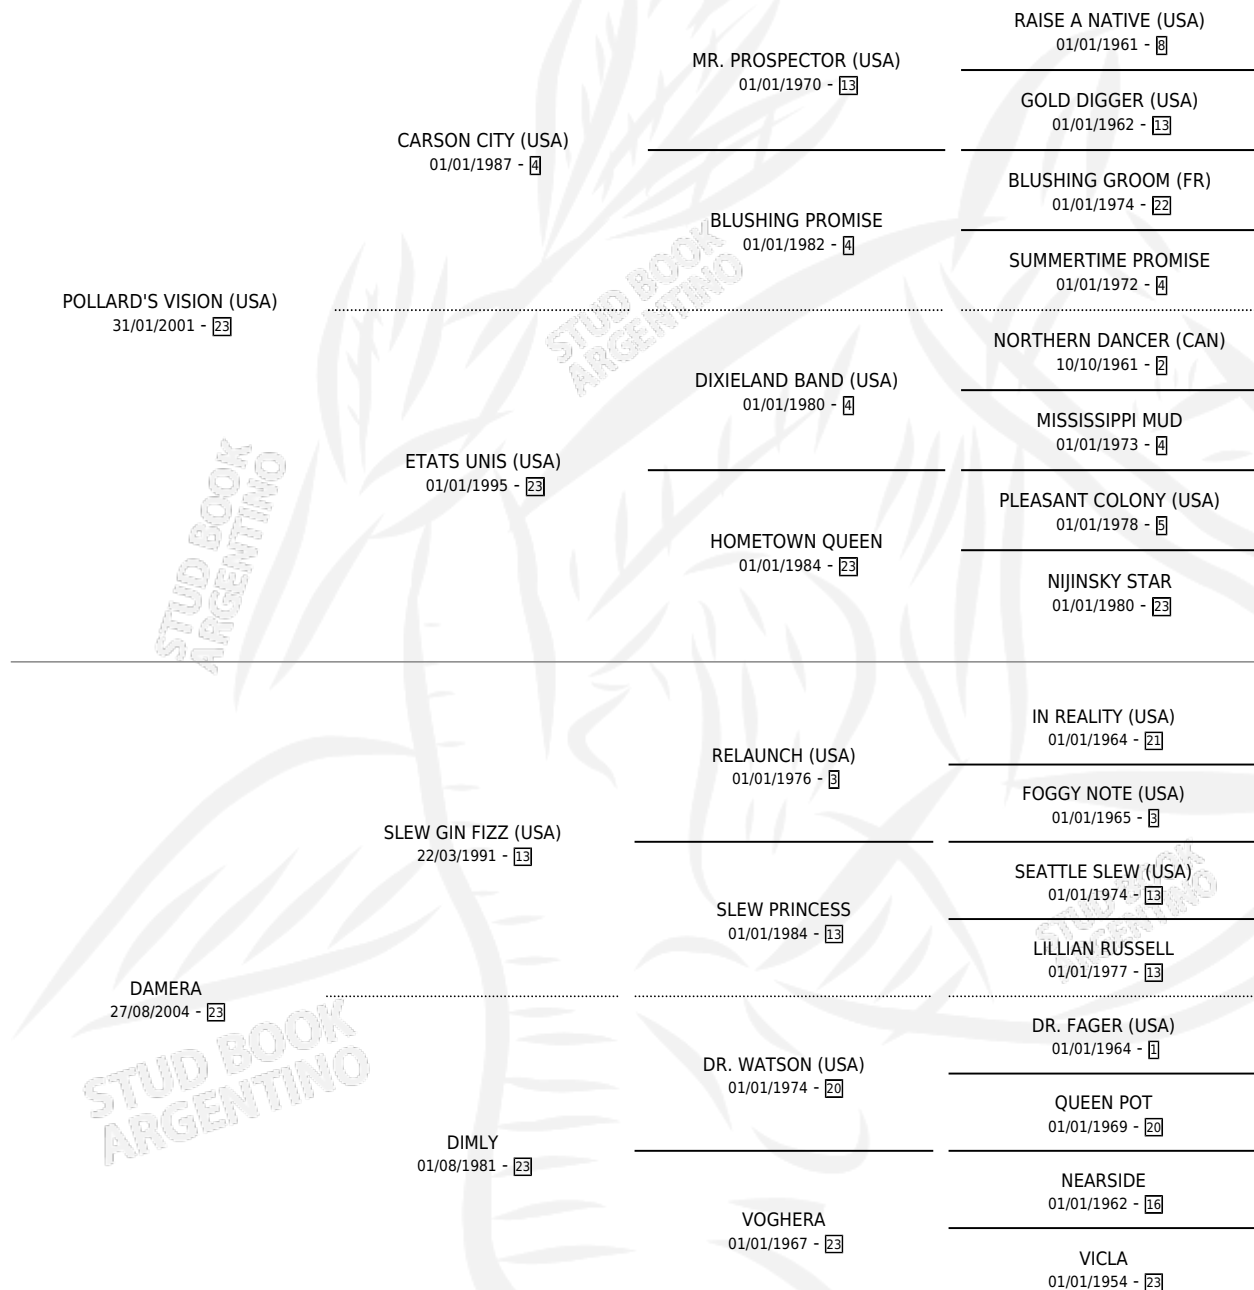 RAISE A NATIVE (USA)
01/01/1961 - 8
MR. PROSPECTOR (USA)
01/01/1970 - 13
GOLD DIGGER (USA)
01/01/1962 - 13
CARSON CITY (USA)
01/01/1987 - 4
BLUSHING GROOM (FR)
01/01/1974 - 22
BLUSHING PROMISE
01/01/1982 - 4
SUMMERTIME PROMISE
01/01/1972 - 4
POLLARD'S VISION (USA)
31/01/2001 - 23
NORTHERN DANCER (CAN)
10/10/1961 - 2
DIXIELAND BAND (USA)
01/01/1980 - 4
MISSISSIPPI MUD
01/01/1973 - 4
ETATS UNIS (USA)
01/01/1995 - 23
PLEASANT COLONY (USA)
01/01/1978 - 5
HOMETOWN QUEEN
01/01/1984 - 23
NIJINSKY STAR
01/01/1980 - 23
STUD BOOK
ARGENTINO
STUD BOOK
ARGENTINO
IN REALITY (USA)
01/01/1964 - 21
RELAUNCH (USA)
01/01/1976 - 3
FOGGY NOTE (USA)
01/01/1965 - 3
SLEW GIN FIZZ (USA)
22/03/1991 - 13
SEATTLE SLEW (USA)
01/01/1974 - 13
SLEW PRINCESS
01/01/1984 - 13
LILLIAN RUSSELL
01/01/1977 - 13
STUD BOOK
ARGENTINO
DAMERA
27/08/2004 - 23
DR. FAGER (USA)
01/01/1964 - 1
DR. WATSON (USA)
01/01/1974 - 20
QUEEN POT
01/01/1969 - 20
DIMLY
01/08/1981 - 23
NEARSIDE
01/01/1962 - 16
VOGHERA
01/01/1967 - 23
VICLA
01/01/1954 - 23
STUD BOOK
ARGENTINO